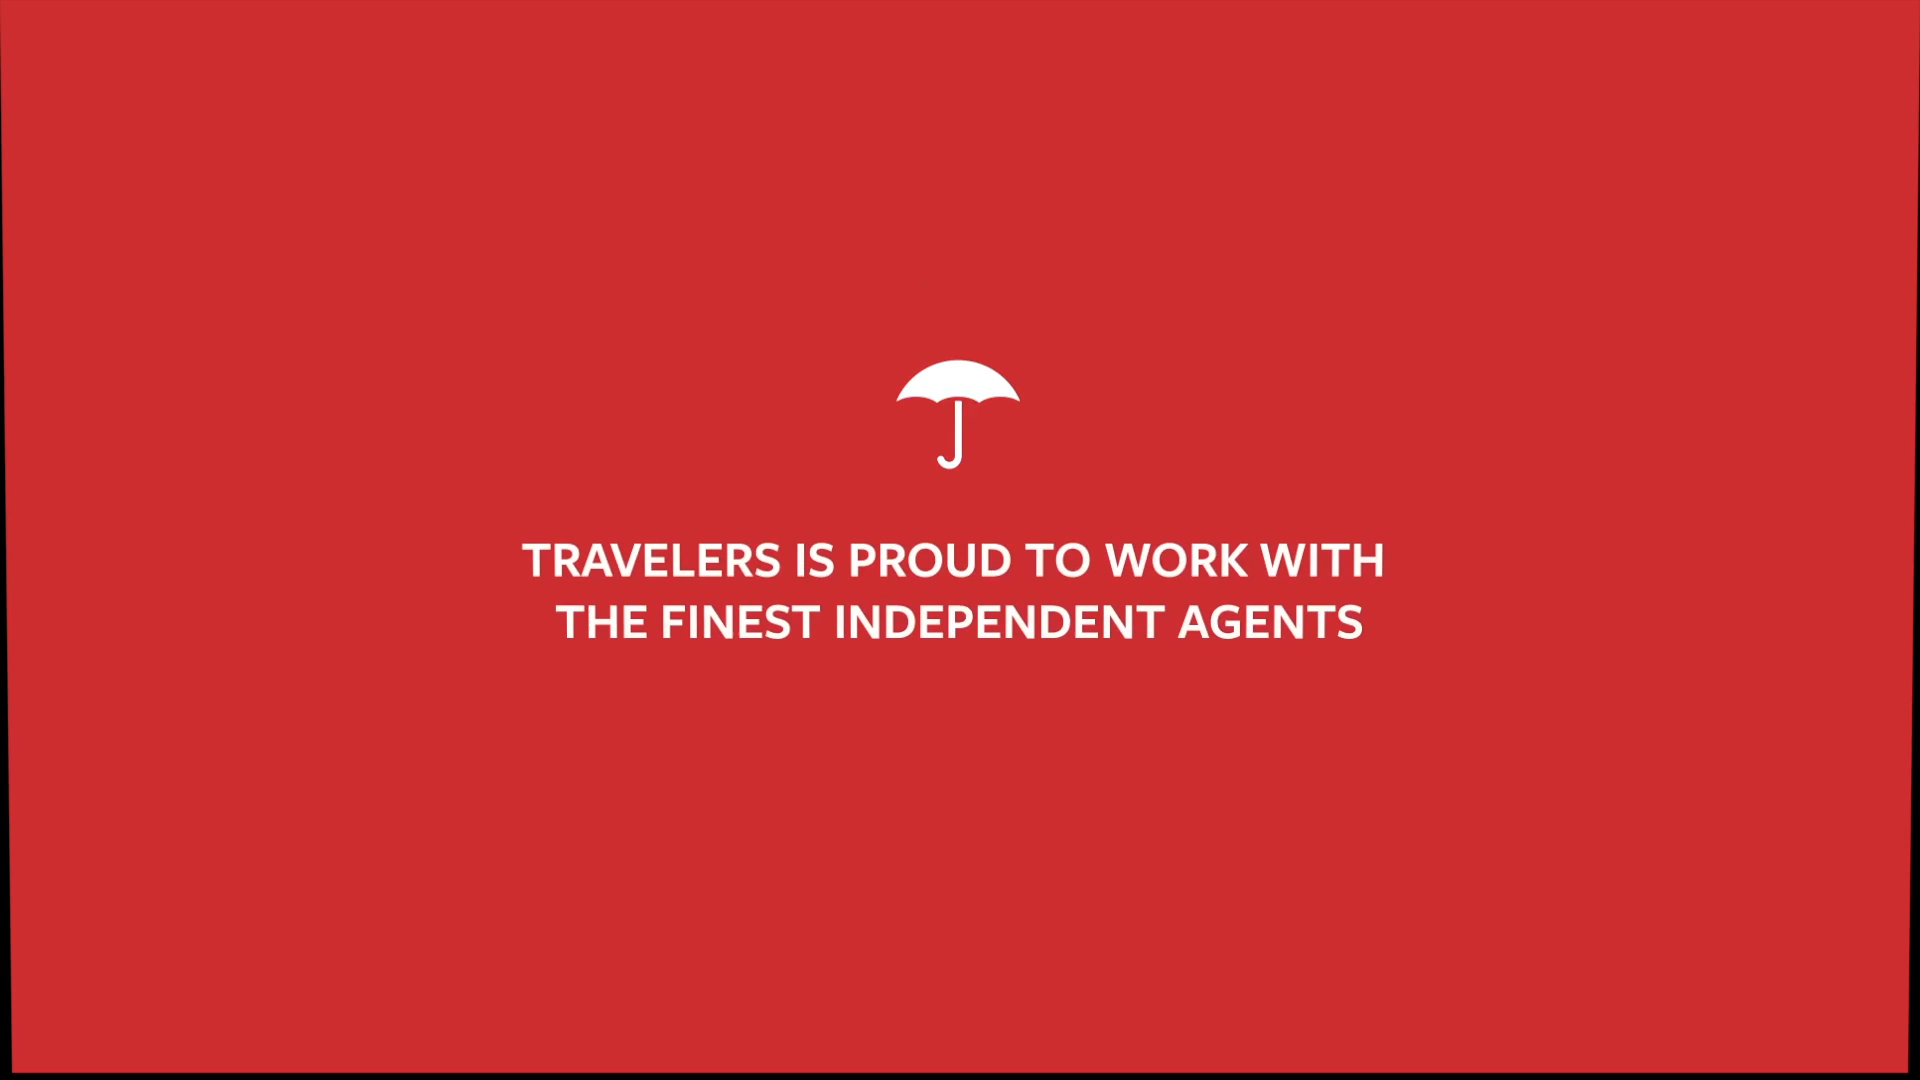 TRAVELERS IS PROUD TO WORK WITH
THE FINEST INDEPENDENT AGENTS